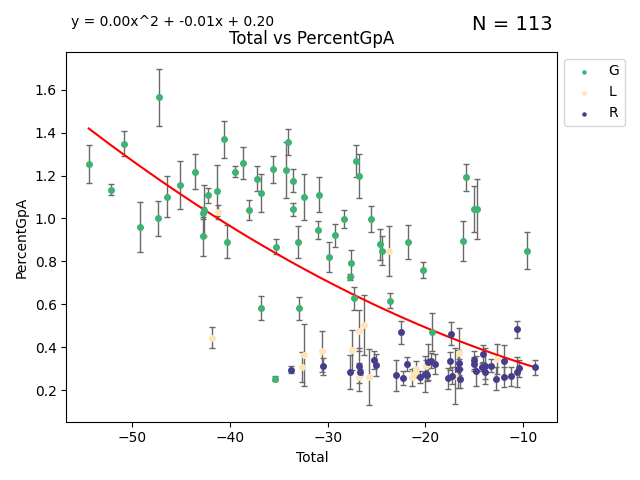 y = 0.00x^2 + -0.01x + 0.20
N = 113
Total vs PercentGpA
G
L
R
PercentGpA
1.6
1.4
1.2
1.0
0.8
0.6
0.4
0.2
−50
−40
−30
−20
−10
Total